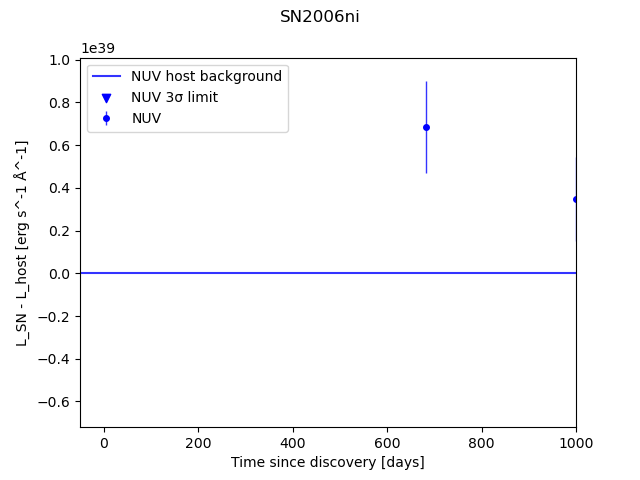 SN2006ni
1e39
NUV host background
NUV 3σ limit
NUV
1.0
0.8
0.6
0.4
0.2
0.0
−0.2
−0.4
−0.6
L_SN - L_host [erg s^-1 Å^-1]
0 200 400 600 800 1000
Time since discovery [days]